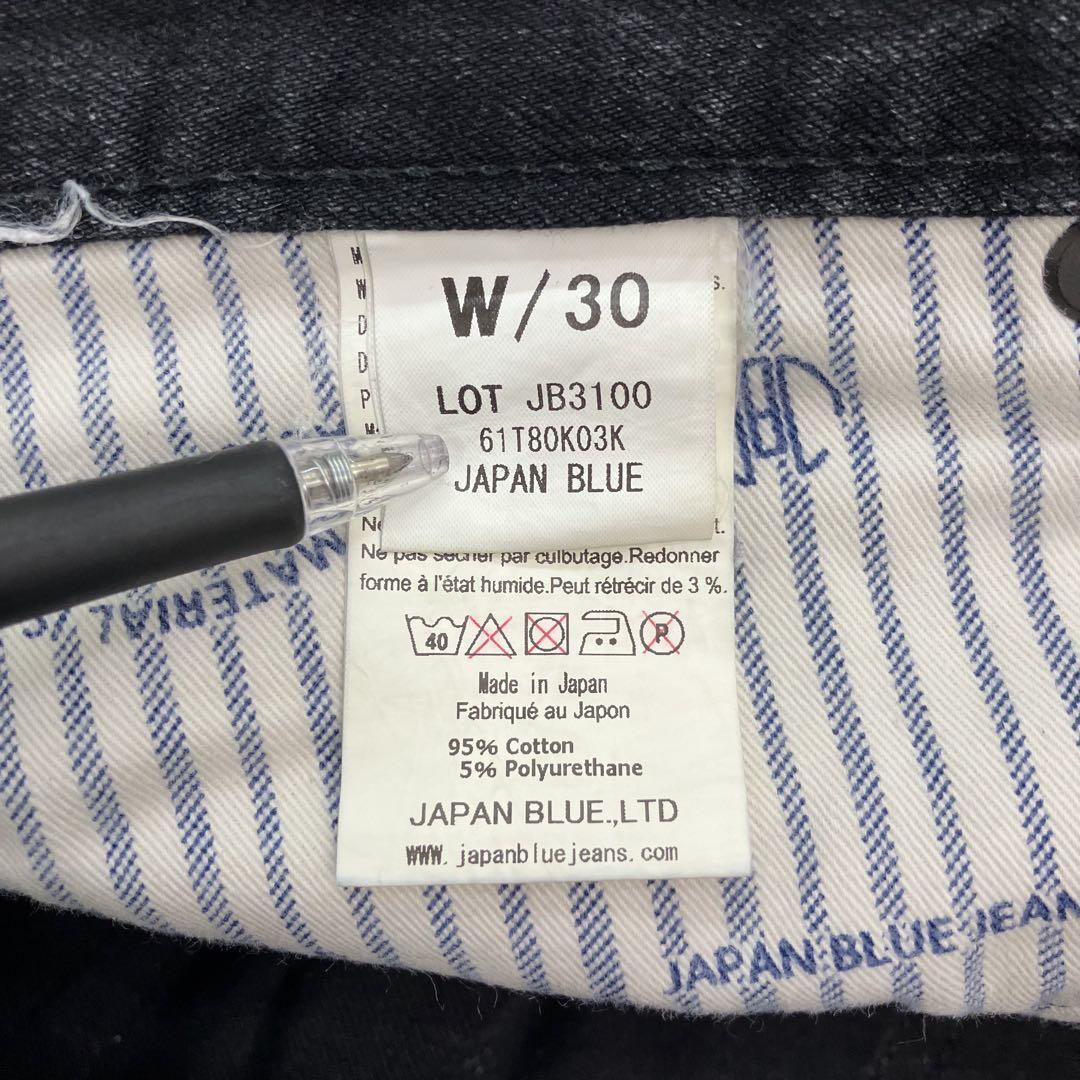 W/30
LOT JB3100
61T80K03K
JAPAN BLUE
M
W
D
D
P
s.
t.
Ne pas sécher par culbutage.Redonner
forme à l'état humide.Peut rétrécir de 3 %.
40
P
Made in Japan
Fabriqué au Japon
95% Cotton
5% Polyurethane
JAPAN BLUE.,LTD
WWW. japanbluejeans. com
MATERIAL
JAPAN BLUE JEAN